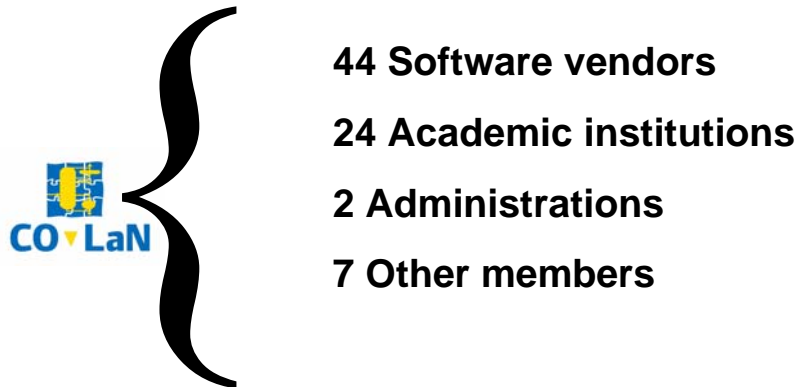 44 Software vendors
24 Academic institutions
2 Administrations
7 Other members
CO▼LaN